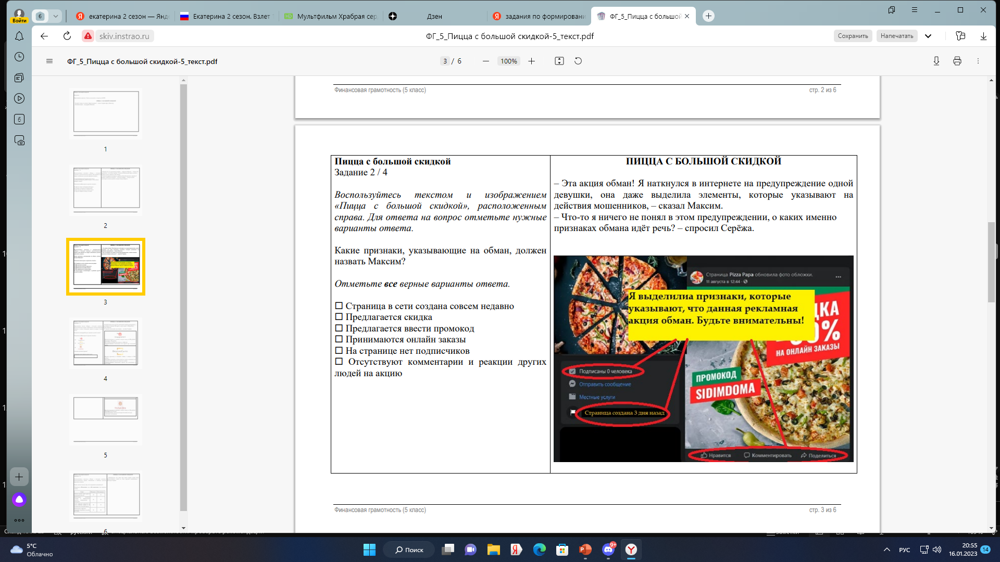 Войти
6
екатерина 2 сезон — Янд
Екатерина 2 сезон. Взлет
Мультфильм Храбрая сер
Дзен
задания по формировани
ФГ_5_Пицца с большой
skiv.instrao.ru
ФГ_5_Пицца с большой скидкой-5_текст.pdf
Сохранить
Напечатать
ФГ_5_Пицца с большой скидкой-5_текст.pdf
3 / 6
100%
6
1
2
3
4
5
6
Финансовая грамотность (5 класс)
стр. 2 из 6
Пицца с большой скидкой
Задание 2 / 4
Воспользуйтесь текстом и изображением
«Пицца с большой скидкой», расположенным
справа. Для ответа на вопрос отметьте нужные
варианты ответа.
Какие признаки, указывающие на обман, должен
назвать Максим?
Отметьте все верные варианты ответа.
☐ Страница в сети создана совсем недавно
☐ Предлагается скидка
☐ Предлагается ввести промокод
☐ Принимаются онлайн заказы
☐ На странице нет подписчиков
☐ Отсутствуют комментарии и реакции других
людей на акцию
ПИЦЦА С БОЛЬШОЙ СКИДКОЙ
– Эта акция обман! Я наткнулся в интернете на предупреждение одной
девушки, она даже выделила элементы, которые указывают на
действия мошенников, – сказал Максим.
– Что-то я ничего не понял в этом предупреждении, о каких именно
признаках обмана идёт речь? – спросил Серёжа.
Страница Pizza Papa обновила фото обложки.
11 августа в 12:44
Я выделилиа признаки, которые
указывают, что данная рекламная
акция обман. Будьте внимательны!
ДКА
0%
НА ОНЛАЙН ЗАКАЗЫ
ПРОМОКОД
SIDIMDOMA
Подписаны 0 человека
Отправить сообщение
Местные услуги
Страница создана 3 дня назад
Нравится
Комментировать
Поделиться
Финансовая грамотность (5 класс)
стр. 3 из 6
5°C
Облачно
Поиск
9+
РУС
20:55
16.01.2023
14